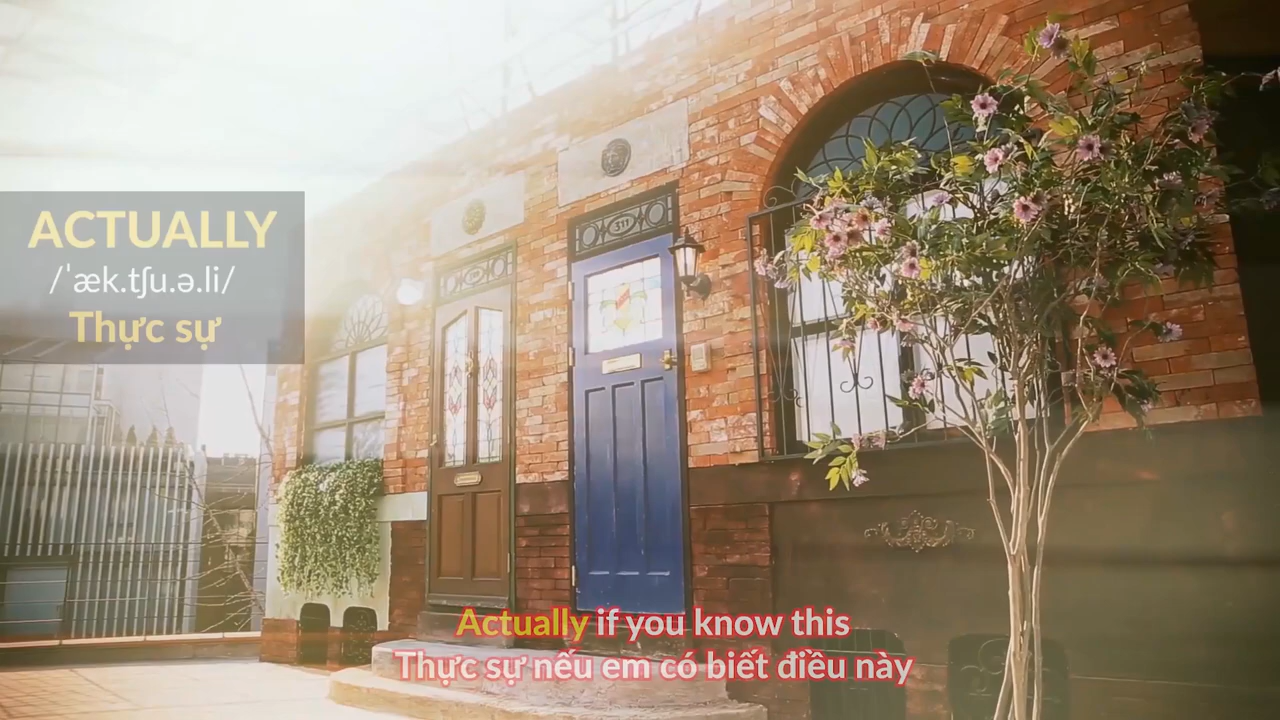 ACTUALLY
/ˈæk.tʃu.ə.li/
Thực sự
311
Actually if you know this
Thực sự nếu em có biết điều này